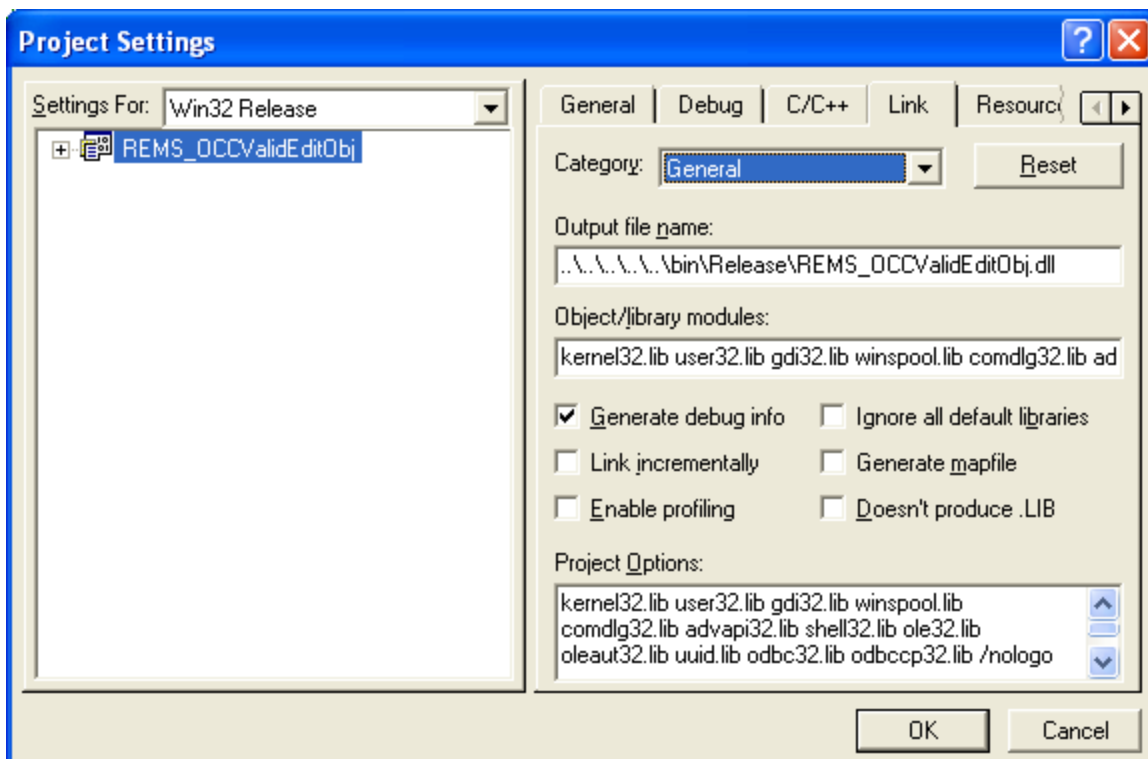 Project Settings
Settings For: Win32 Release
REMS_OCCValidEditObj
General Debug C/C++ Link
Category: General Reset
Output file name:
..\..\..\..\..\bin\Release\REMS_OCCValidEditObj.dll
Object/library modules:
kernel32.lib user32.lib gdi32.lib winspool.lib comdlg32.lib ad
Generate debug info Ignore all default libraries
Link incrementally Generate mapfile
Enable profiling Doesn't produce .LIB
Project Options:
kernel32.lib user32.lib gdi32.lib winspool.lib
comdlg32.lib advapi32.lib shell32.lib ole32.lib
oleaut32.lib uuid.lib odbc32.lib odbccp32.lib /nologo
OK Cancel